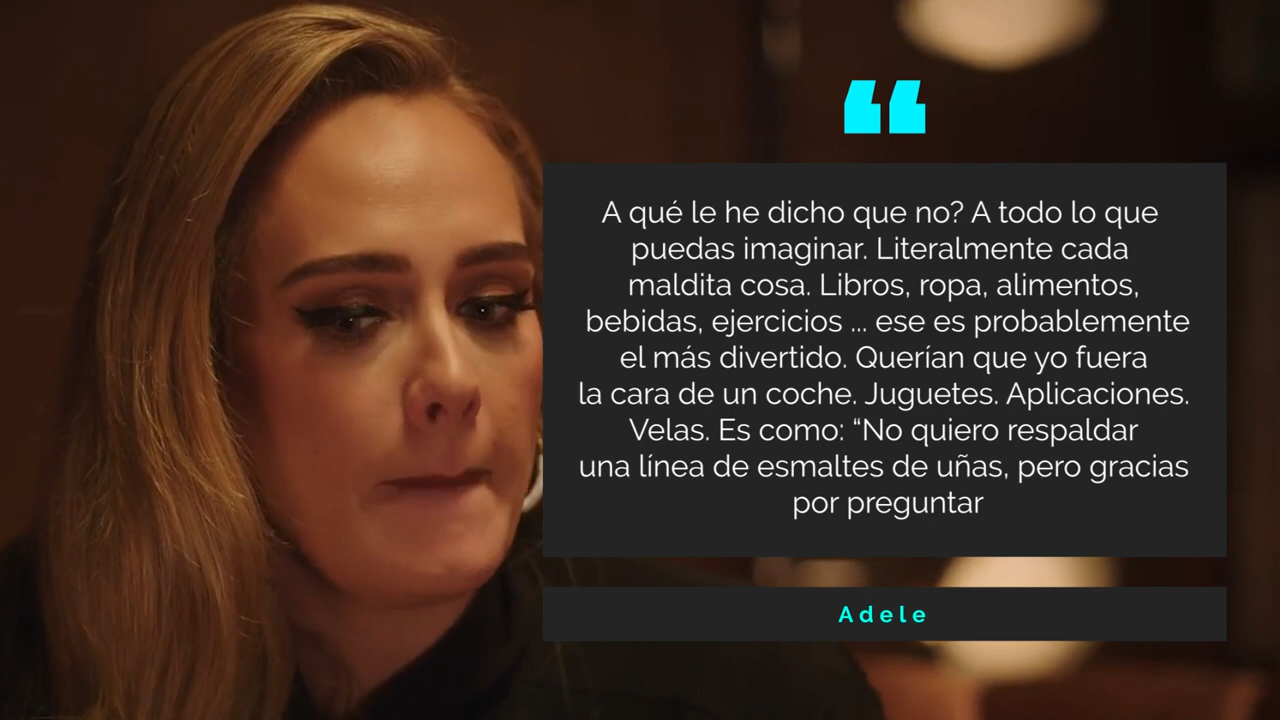 “
A qué le he dicho que no? A todo lo que
puedas imaginar. Literalmente cada
maldita cosa. Libros, ropa, alimentos,
bebidas, ejercicios ... ese es probablemente
el más divertido. Querían que yo fuera
la cara de un coche. Juguetes. Aplicaciones.
Velas. Es como: “No quiero respaldar
una línea de esmaltes de uñas, pero gracias
por preguntar
Adele